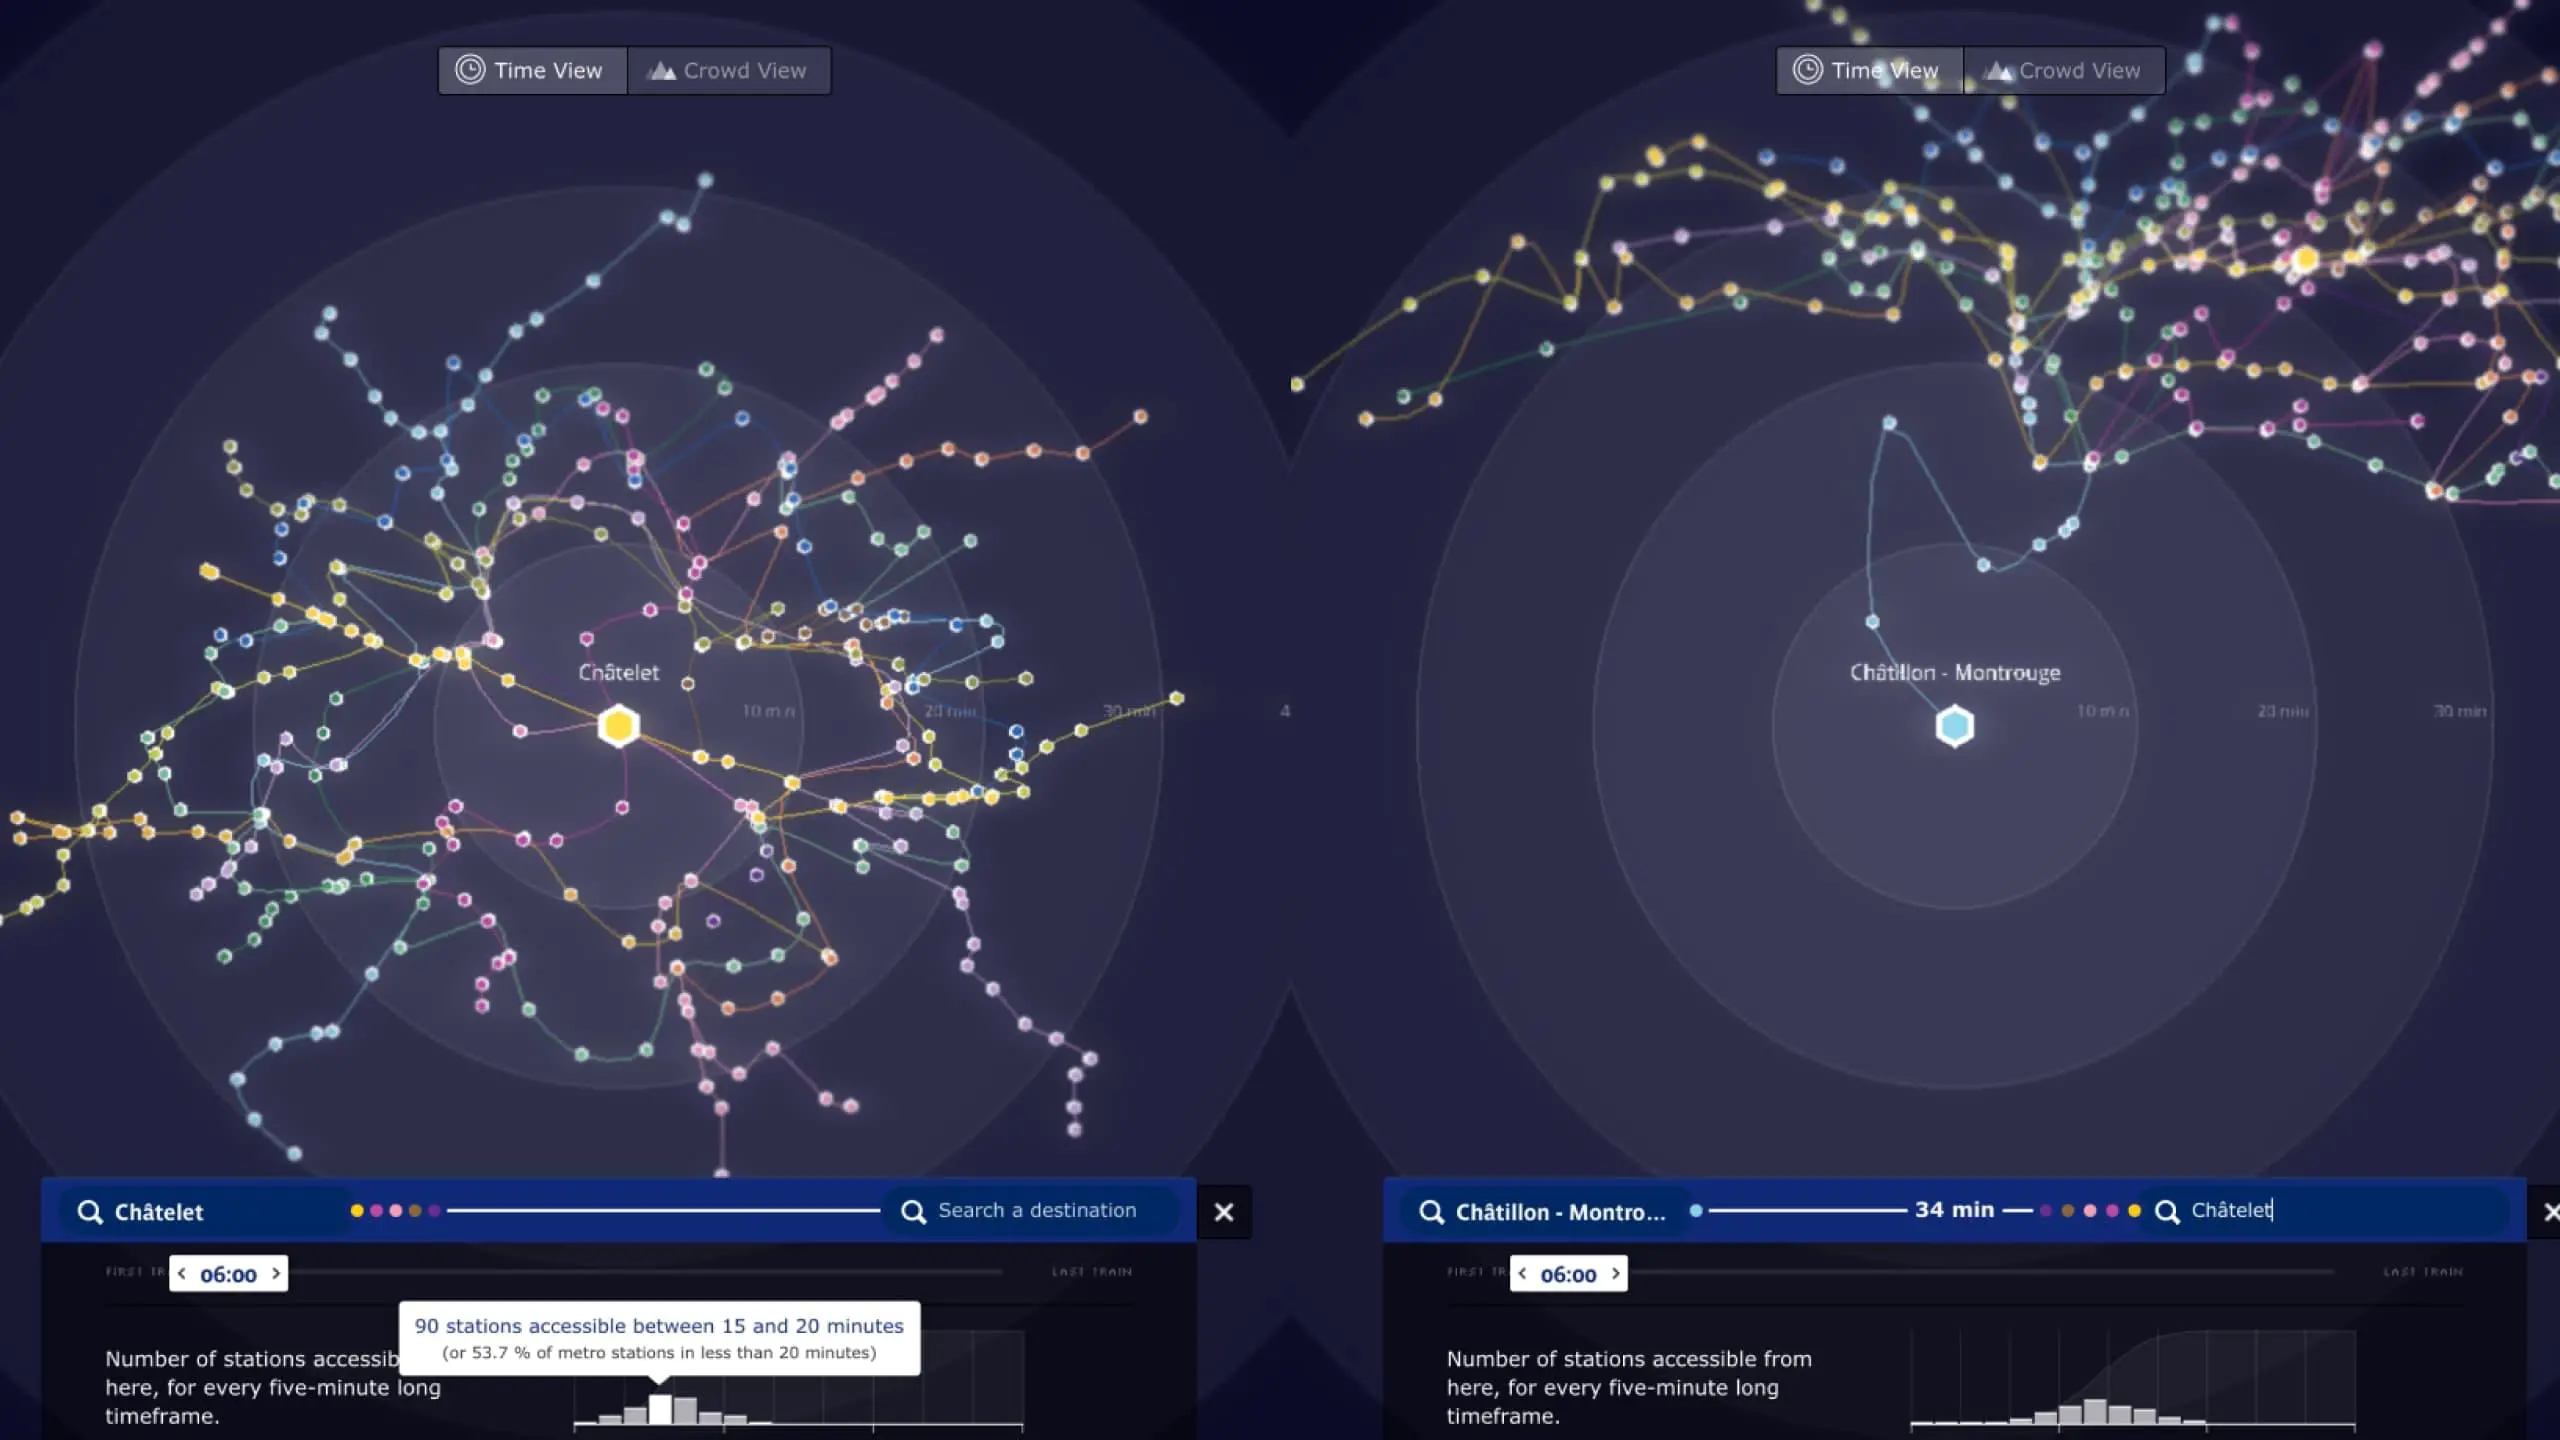 Time View
Crowd View
Châtelet
10 min
20 min
30 min
4
Châtelet
Search a destination
FIRST TR
06:00
LAST TRAIN
90 stations accessible between 15 and 20 minutes
(or 53.7 % of metro stations in less than 20 minutes)
Number of stations accessib
here, for every five-minute long
timeframe.
Time View
Crowd View
Châtillon - Montrouge
10 min
20 min
30 min
Châtillon - Montro...
34 min
Châtelet
FIRST TR
06:00
LAST TRAIN
Number of stations accessible from
here, for every five-minute long
timeframe.